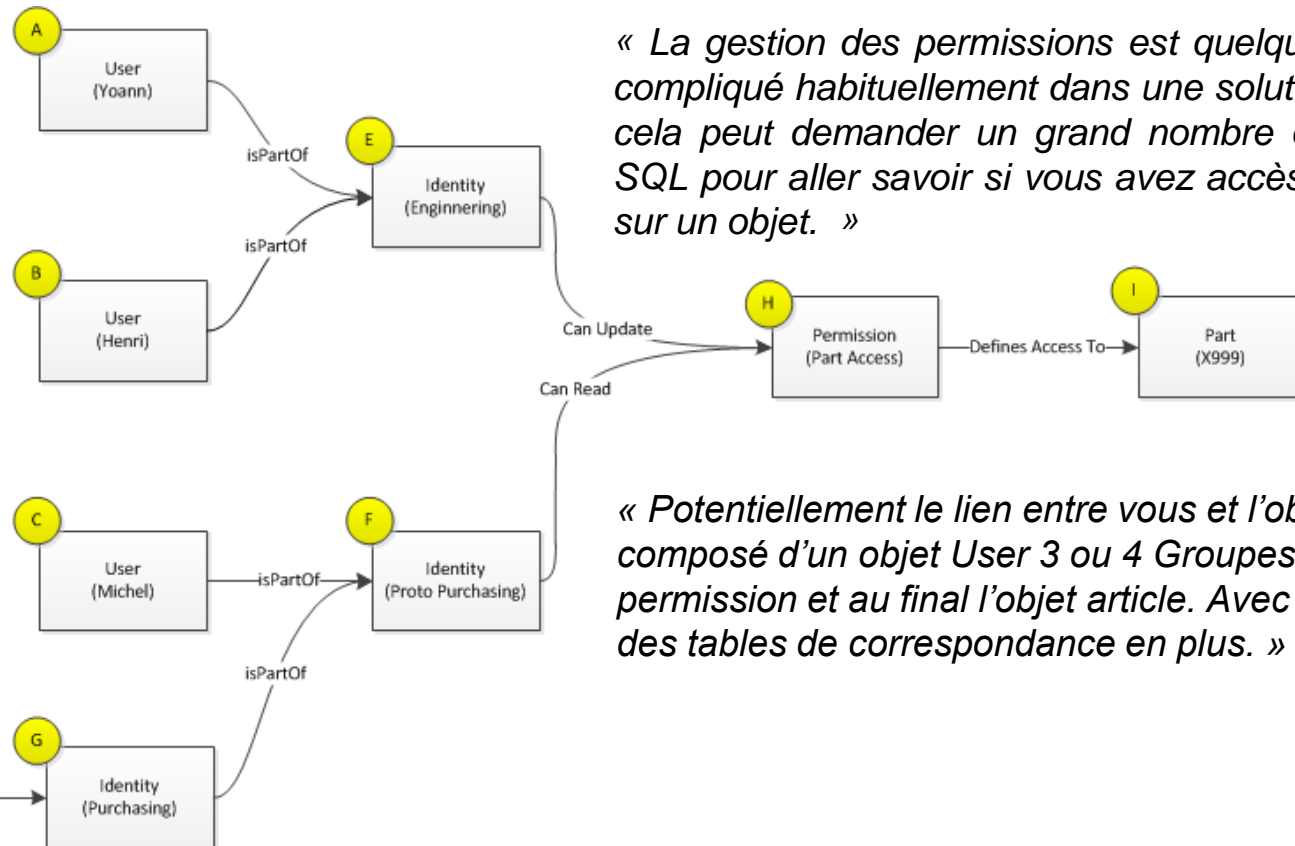 A
User
(Yoann)
isPartOf
E
Identity
(Enginnering)
isPartOf
B
User
(Henri)
« La gestion des permissions est
compliqué habituellement dans une
cela peut demander un grand nombre
SQL pour aller savoir si vous avez accès
sur un objet. »
Can Update
H
Permission
(Part Access)
Defines Access To
I
Part
(X999)
Can Read
C
User
(Michel)
isPartOf
F
Identity
(Proto Purchasing)
isPartOf
G
Identity
(Purchasing)
« Potentiellement le lien entre vous et
composé d’un objet User 3 ou 4 Groupes
permission et au final l’objet article. Avec
des tables de correspondance en plus. »